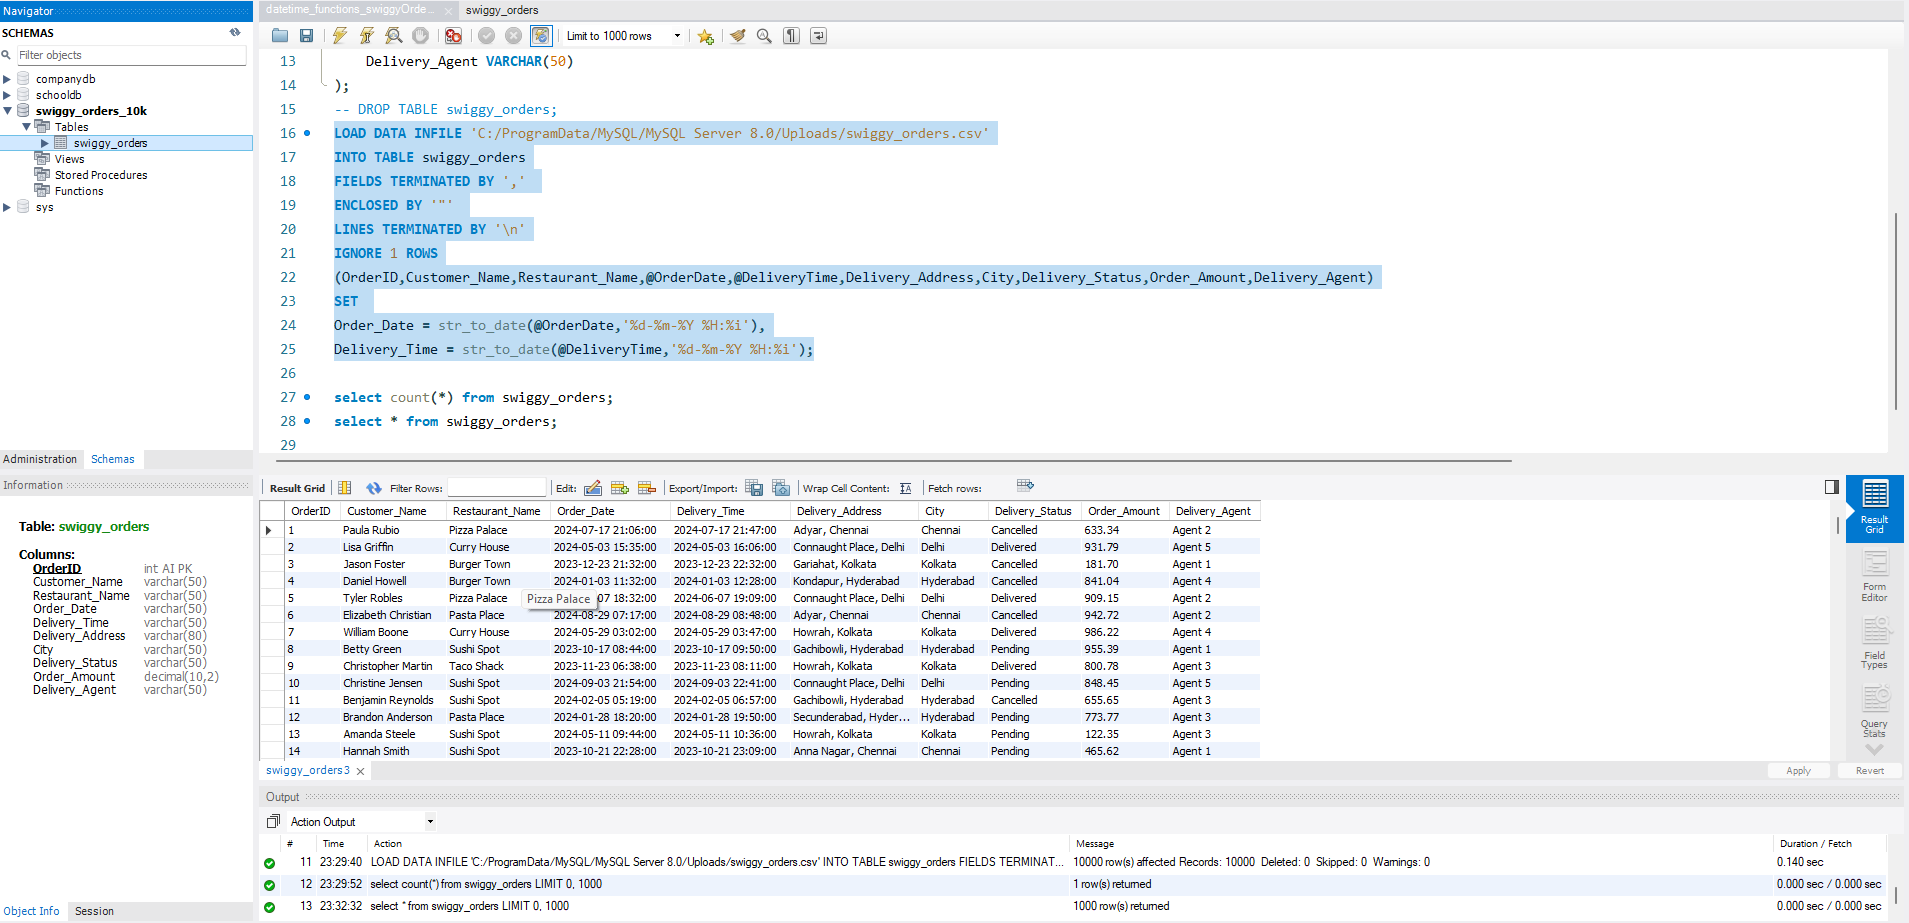 Navigator
SCHEMAS
Filter objects
companydb
schooldb
swiggy_orders_10k
Tables
swiggy_orders
Views
Stored Procedures
Functions
sys
Administration Schemas
Information
Table: swiggy_orders
Columns:
OrderID int AI PK
Customer_Name varchar(50)
Restaurant_Name varchar(50)
Order_Date varchar(50)
Delivery_Time varchar(50)
Delivery_Address varchar(80)
City varchar(50)
Delivery_Status varchar(50)
Order_Amount decimal(10,2)
Delivery_Agent varchar(50)
Object Info Session
datetime_functions_swiggyOrde... swiggy_orders
Limit to 1000 rows
13 Delivery_Agent VARCHAR(50)
14 );
15 -- DROP TABLE swiggy_orders;
16 LOAD DATA INFILE 'C:/ProgramData/MySQL/MySQL Server 8.0/Uploads/swiggy_orders.csv'
17 INTO TABLE swiggy_orders
18 FIELDS TERMINATED BY ','
19 ENCLOSED BY '"'
20 LINES TERMINATED BY '\n'
21 IGNORE 1 ROWS
22 (OrderID,Customer_Name,Restaurant_Name,@OrderDate,@DeliveryTime,Delivery_Address,City,Delivery_Status,Order_Amount,Delivery_Agent)
23 SET
24 Order_Date = str_to_date(@OrderDate,'%d-%m-%Y %H:%i'),
25 Delivery_Time = str_to_date(@DeliveryTime,'%d-%m-%Y %H:%i');
26
27 select count(*) from swiggy_orders;
28 select * from swiggy_orders;
29
Result Grid Filter Rows: Edit: Export/Import: Wrap Cell Content: Fetch rows:
OrderID Customer_Name Restaurant_Name Order_Date Delivery_Time Delivery_Address City Delivery_Status Order_Amount Delivery_Agent
1 Paula Rubio Pizza Palace 2024-07-17 21:06:00 2024-07-17 21:47:00 Adyar, Chennai Chennai Cancelled 633.34 Agent 2
2 Lisa Griffin Curry House 2024-05-03 15:35:00 2024-05-03 16:06:00 Connaught Place, Delhi Delhi Delivered 931.79 Agent 5
3 Jason Foster Burger Town 2023-12-23 21:32:00 2023-12-23 22:32:00 Gariahat, Kolkata Kolkata Cancelled 181.70 Agent 1
4 Daniel Howell Burger Town 2024-01-03 11:32:00 2024-01-03 12:28:00 Kondapur, Hyderabad Hyderabad Cancelled 841.04 Agent 4
5 Tyler Robles Pizza Palace Pizza Palace 07 18:32:00 2024-06-07 19:09:00 Connaught Place, Delhi Delhi Delivered 909.15 Agent 2
6 Elizabeth Christian Pasta Place 2024-08-29 07:17:00 2024-08-29 08:48:00 Adyar, Chennai Chennai Cancelled 942.72 Agent 2
7 William Boone Curry House 2024-05-29 03:02:00 2024-05-29 03:47:00 Howrah, Kolkata Kolkata Delivered 986.22 Agent 4
8 Betty Green Sushi Spot 2023-10-17 08:44:00 2023-10-17 09:50:00 Gachibowli, Hyderabad Hyderabad Pending 955.39 Agent 1
9 Christopher Martin Taco Shack 2023-11-23 06:38:00 2023-11-23 08:11:00 Howrah, Kolkata Kolkata Delivered 800.78 Agent 3
10 Christine Jensen Sushi Spot 2024-09-03 21:54:00 2024-09-03 22:41:00 Connaught Place, Delhi Delhi Pending 848.45 Agent 5
11 Benjamin Reynolds Sushi Spot 2024-02-05 05:19:00 2024-02-05 06:57:00 Gachibowli, Hyderabad Hyderabad Cancelled 655.65 Agent 3
12 Brandon Anderson Pasta Place 2024-01-28 18:20:00 2024-01-28 19:50:00 Secunderabad, Hyder... Hyderabad Pending 773.77 Agent 3
13 Amanda Steele Sushi Spot 2024-05-11 09:44:00 2024-05-11 10:36:00 Howrah, Kolkata Kolkata Pending 122.35 Agent 3
14 Hannah Smith Sushi Spot 2023-10-21 22:28:00 2023-10-21 23:09:00 Anna Nagar, Chennai Chennai Pending 465.62 Agent 1
Result Grid
Form Editor
Field Types
Query Stats
swiggy_orders3 Apply Revert
Output
Action Output
# Time Action Message Duration / Fetch
11 23:29:40 LOAD DATA INFILE 'C:/ProgramData/MySQL/MySQL Server 8.0/Uploads/swiggy_orders.csv' INTO TABLE swiggy_orders FIELDS TERMINAT... 10000 row(s) affected Records: 10000 Deleted: 0 Skipped: 0 Warnings: 0 0.140 sec
12 23:29:52 select count(*) from swiggy_orders LIMIT 0, 1000 1 row(s) returned 0.000 sec / 0.000 sec
13 23:32:32 select * from swiggy_orders LIMIT 0, 1000 1000 row(s) returned 0.000 sec / 0.000 sec